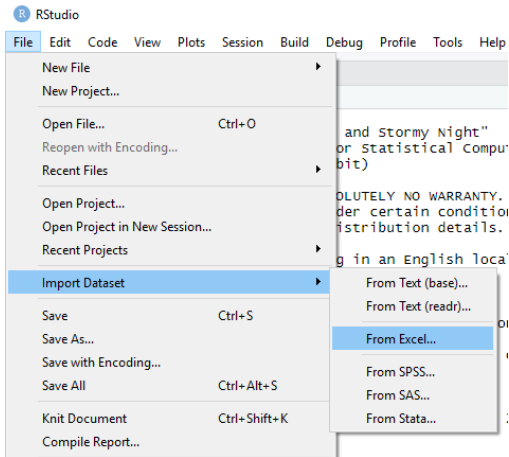 RStudio
File Edit Code View Plots Session Build Debug Profile Tools Help
New File
New Project...
Open File... Ctrl+O
Reopen with Encoding...
Recent Files
Open Project...
Open Project in New Session...
Recent Projects
Import Dataset
Save Ctrl+S
Save As...
Save with Encoding...
Save All Ctrl+Alt+S
Knit Document Ctrl+Shift+K
Compile Report...
and Stormy Night"
or Statistical Comput
bit)
OLUTELY NO WARRANTY.
der certain condition
istribution details.
g in an English local
From Text (base)...
From Text (readr)...
From Excel...
From SPSS...
From SAS...
From Stata...